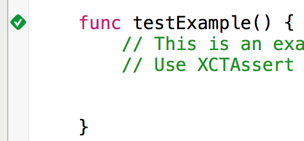 func testExample() {
// This is an exa
// Use XCTAssert
}